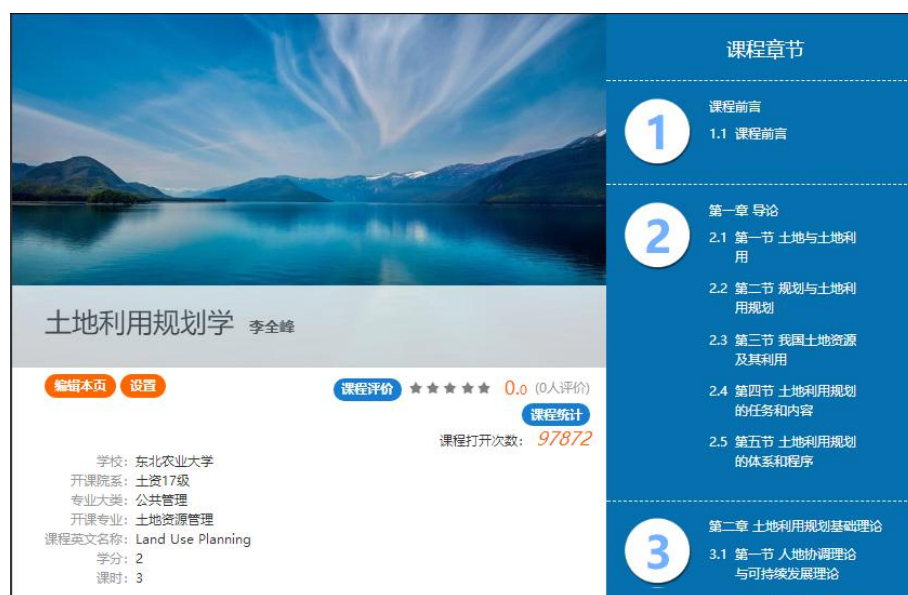 土地利用规划学 李全峰
编辑本页 设置
课程评价 0.0 (0人评价)
课程统计
课程打开次数: 97872
学校: 东北农业大学
开课院系: 土资17级
专业大类: 公共管理
开课专业: 土地资源管理
课程英文名称: Land Use Planning
学分: 2
课时: 3
课程章节
1
课程前言
1.1 课程前言
2
第一章 导论
2.1 第一节 土地与土地利
用
2.2 第二节 规划与土地利
用规划
2.3 第三节 我国土地资源
及其利用
2.4 第四节 土地利用规划
的任务和内容
2.5 第五节 土地利用规划
的体系和程序
3
第二章 土地利用规划基础理论
3.1 第一节 人地协调理论
与可持续发展理论